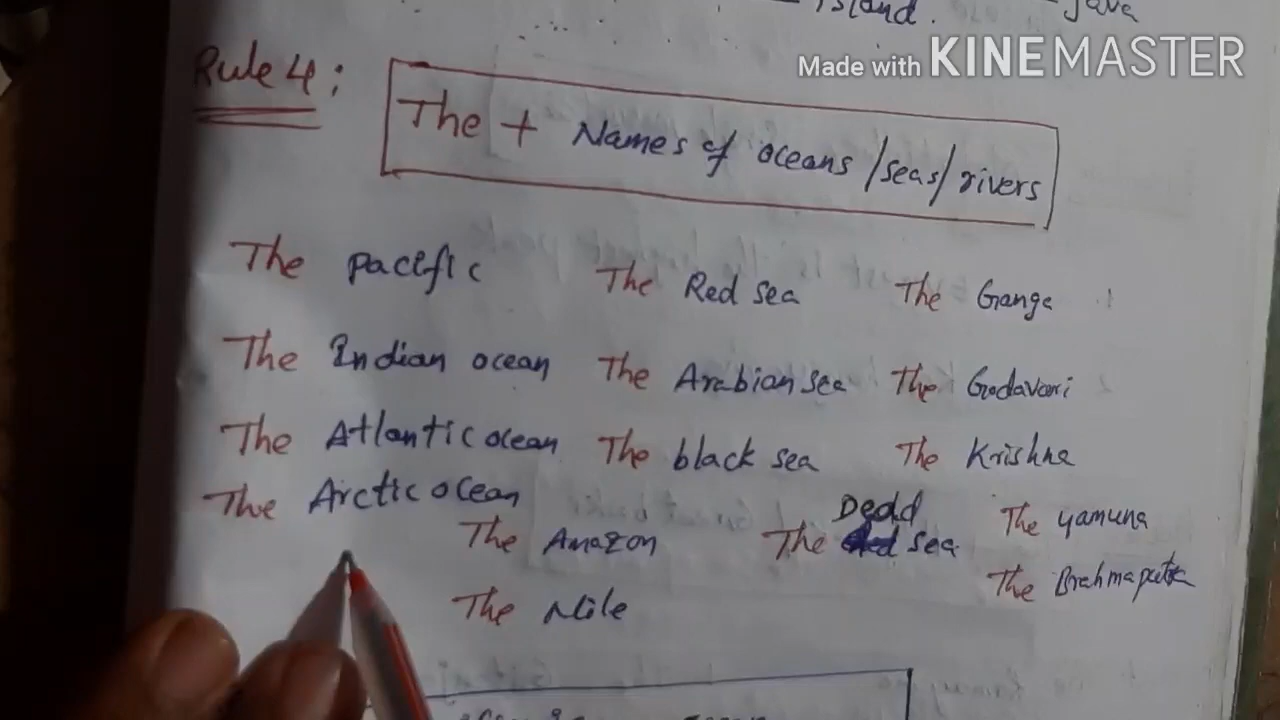 island. - Java
Made with KINEMASTER
Rule 4:
The + Names of oceans/seas/rivers
The pacific The Red sea The Ganga
The Indian ocean The Arabian sea The Godavari
The Atlantic ocean The black sea The Krishna
The Arctic ocean
The Amazon The Dead sea The yamuna
The Nile The Brahmaputra